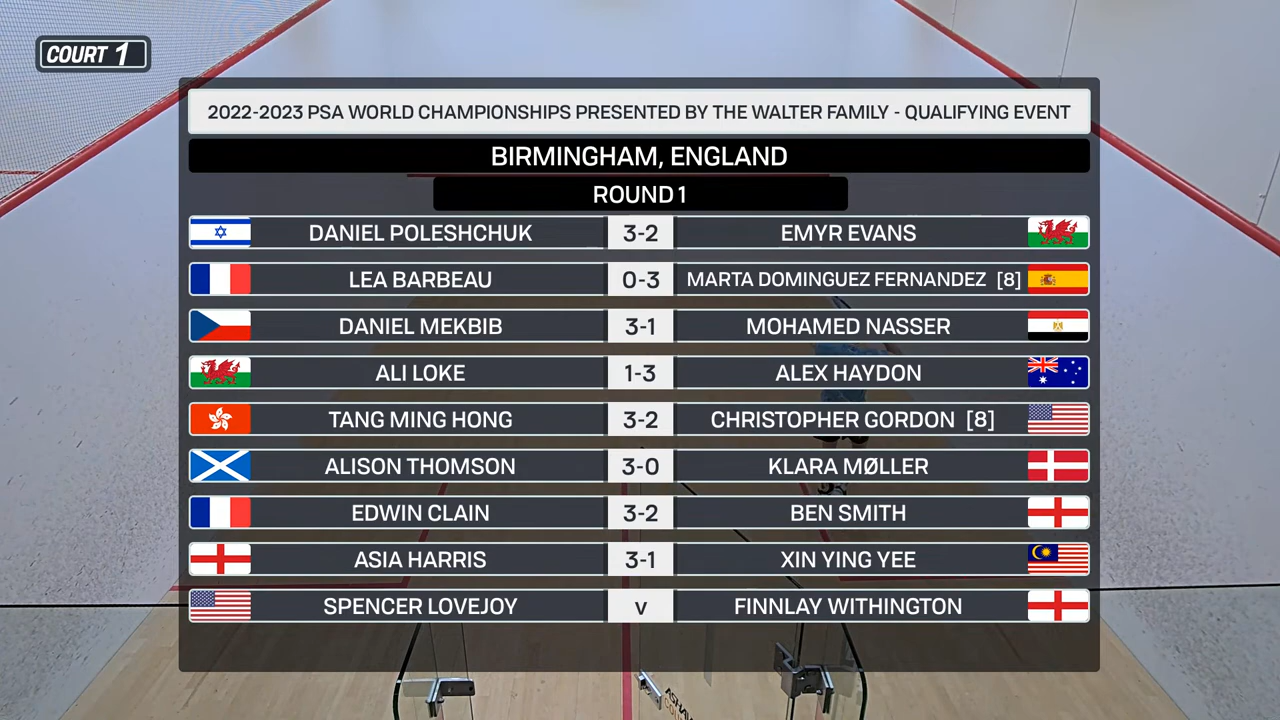 COURT 1
2022-2023 PSA WORLD CHAMPIONSHIPS PRESENTED BY THE WALTER FAMILY - QUALIFYING EVENT
BIRMINGHAM, ENGLAND
ROUND 1
DANIEL POLESHCHUK 3-2 EMYR EVANS
LEA BARBEAU 0-3 MARTA DOMINGUEZ FERNANDEZ [8]
DANIEL MEKBIB 3-1 MOHAMED NASSER
ALI LOKE 1-3 ALEX HAYDON
TANG MING HONG 3-2 CHRISTOPHER GORDON [8]
ALISON THOMSON 3-0 KLARA MØLLER
EDWIN CLAIN 3-2 BEN SMITH
ASIA HARRIS 3-1 XIN YING YEE
SPENCER LOVEJOY v FINNLAY WITHINGTON